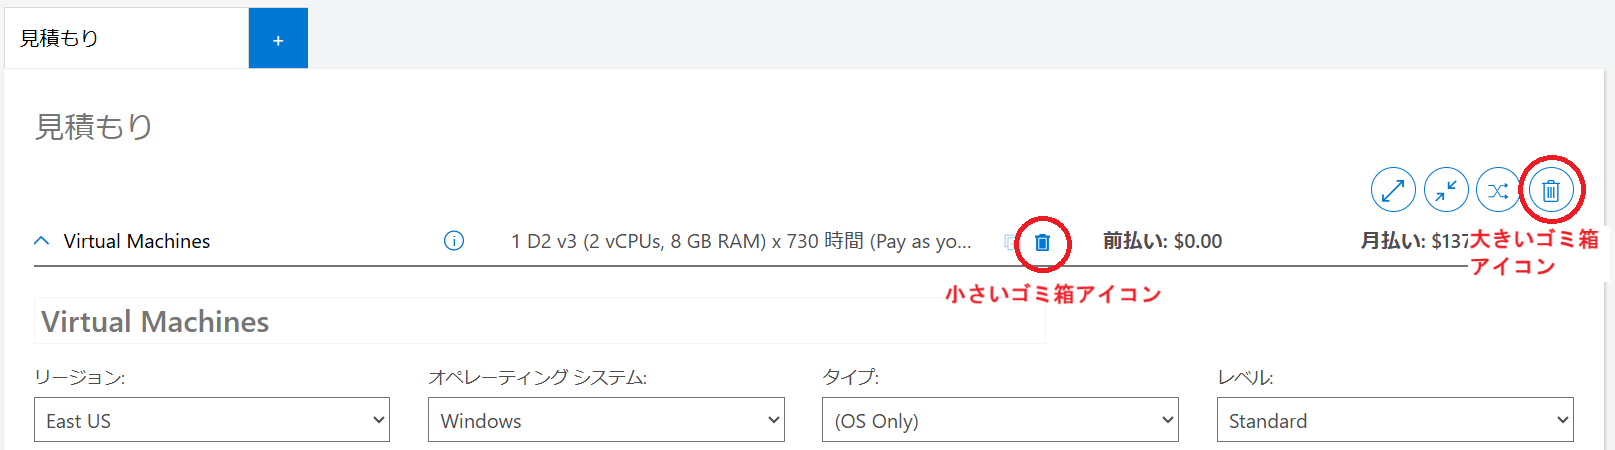 見積もり
+
見積もり
Virtual Machines
1 D2 v3 (2 vCPUs, 8 GB RAM) x 730 時間 (Pay as yo...
前払い: $0.00
月払い: $137
大きいゴミ箱
アイコン
小さいゴミ箱アイコン
Virtual Machines
リージョン:
オペレーティング システム:
タイプ:
レベル:
East US
Windows
(OS Only)
Standard